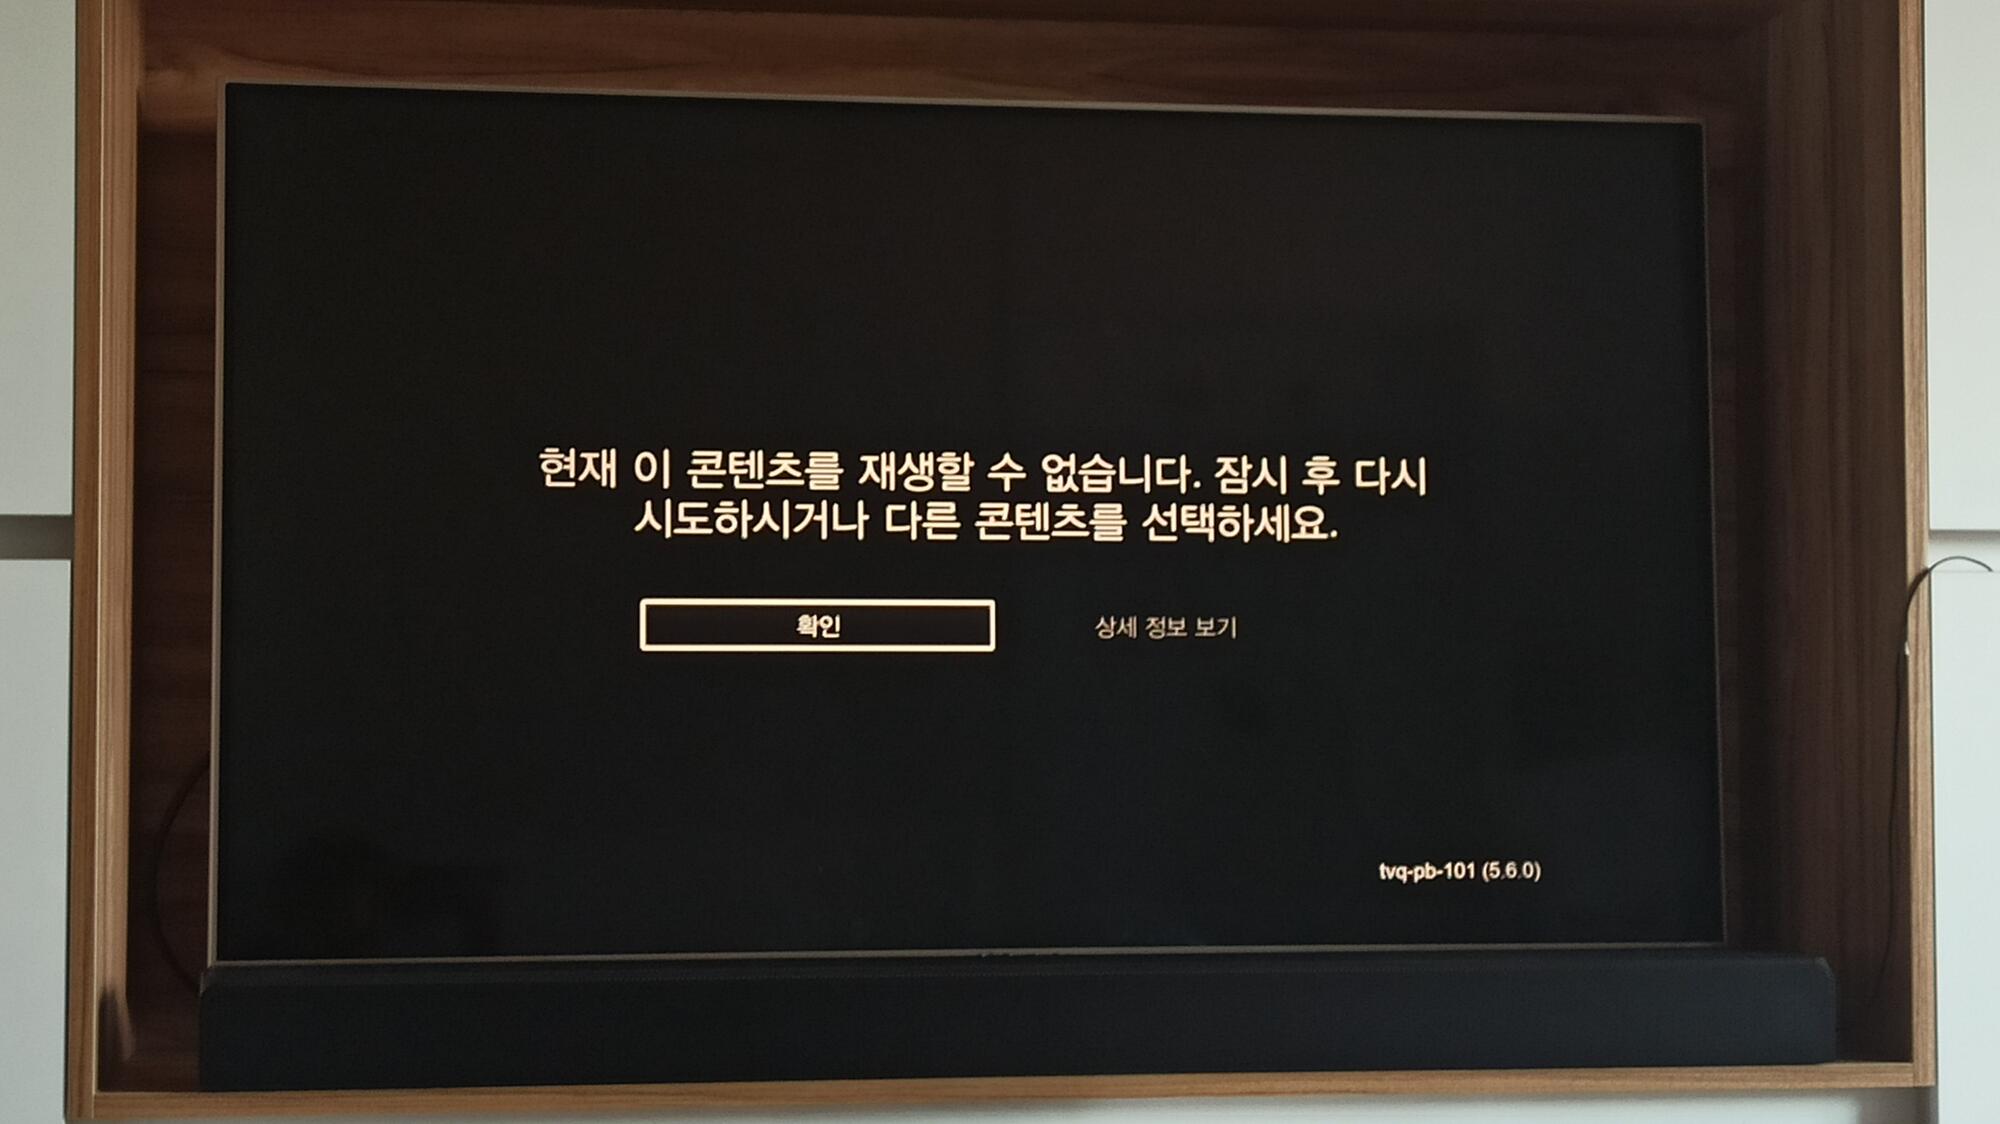 현재 이 콘텐츠를 재생할 수 없습니다. 잠시 후 다시
시도하시거나 다른 콘텐츠를 선택하세요.
확인
상세 정보 보기
tvq-pb-101 (5.6.0)